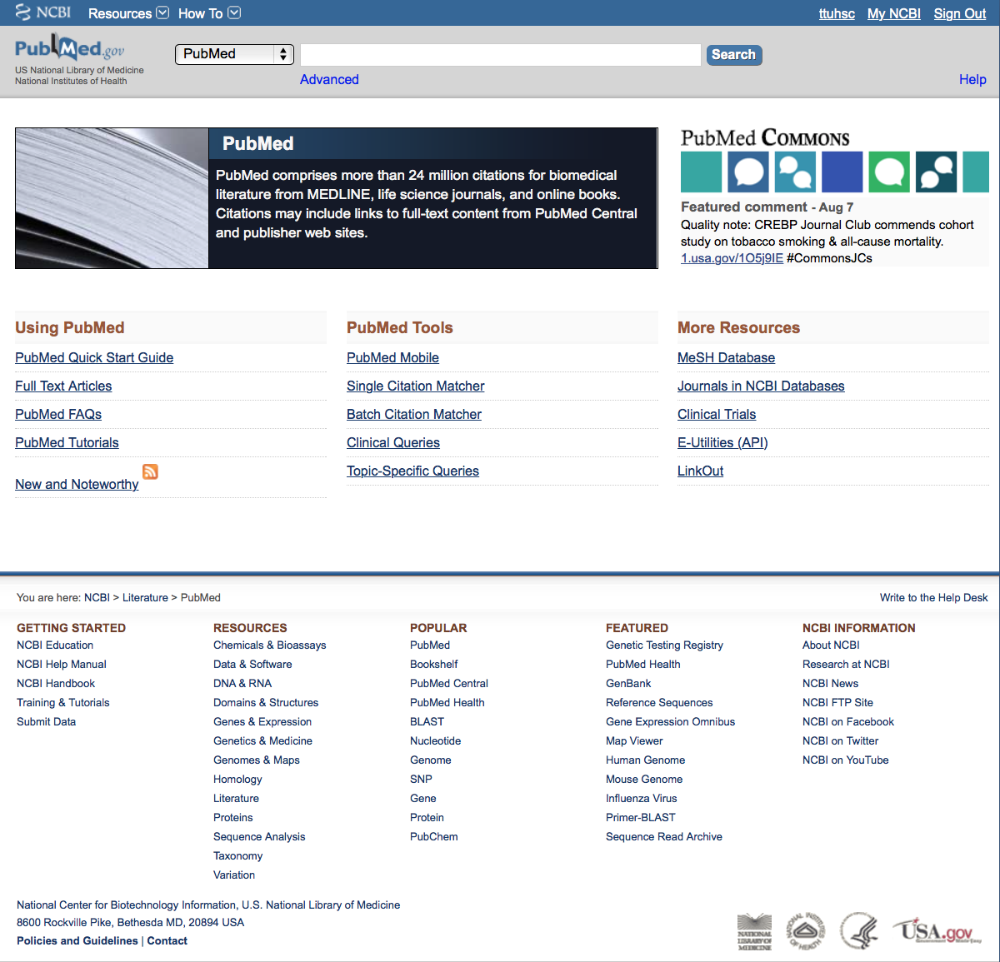 NCBI Resources How To ttuhsc My NCBI Sign Out
PubMed.gov
US National Library of Medicine
National Institutes of Health
PubMed Search
Advanced Help
PubMed
PubMed comprises more than 24 million citations for biomedical
literature from MEDLINE, life science journals, and online books.
Citations may include links to full-text content from PubMed Central
and publisher web sites.
PubMed Commons
Featured comment - Aug 7
Quality note: CREBP Journal Club commends cohort
study on tobacco smoking & all-cause mortality.
1.usa.gov/1O5j9IE #CommonsJCs
Using PubMed
PubMed Quick Start Guide
Full Text Articles
PubMed FAQs
PubMed Tutorials
New and Noteworthy
PubMed Tools
PubMed Mobile
Single Citation Matcher
Batch Citation Matcher
Clinical Queries
Topic-Specific Queries
More Resources
MeSH Database
Journals in NCBI Databases
Clinical Trials
E-Utilities (API)
LinkOut
You are here: NCBI > Literature > PubMed Write to the Help Desk
GETTING STARTED
NCBI Education
NCBI Help Manual
NCBI Handbook
Training & Tutorials
Submit Data
RESOURCES
Chemicals & Bioassays
Data & Software
DNA & RNA
Domains & Structures
Genes & Expression
Genetics & Medicine
Genomes & Maps
Homology
Literature
Proteins
Sequence Analysis
Taxonomy
Variation
POPULAR
PubMed
Bookshelf
PubMed Central
PubMed Health
BLAST
Nucleotide
Genome
SNP
Gene
Protein
PubChem
FEATURED
Genetic Testing Registry
PubMed Health
GenBank
Reference Sequences
Gene Expression Omnibus
Map Viewer
Human Genome
Mouse Genome
Influenza Virus
Primer-BLAST
Sequence Read Archive
NCBI INFORMATION
About NCBI
Research at NCBI
NCBI News
NCBI FTP Site
NCBI on Facebook
NCBI on Twitter
NCBI on YouTube
National Center for Biotechnology Information, U.S. National Library of Medicine
8600 Rockville Pike, Bethesda MD, 20894 USA
Policies and Guidelines | Contact
NATIONAL
LIBRARY OF
MEDICINE
NATIONAL INSTITUTES
OF HEALTH
USA.gov
Government Made Easy